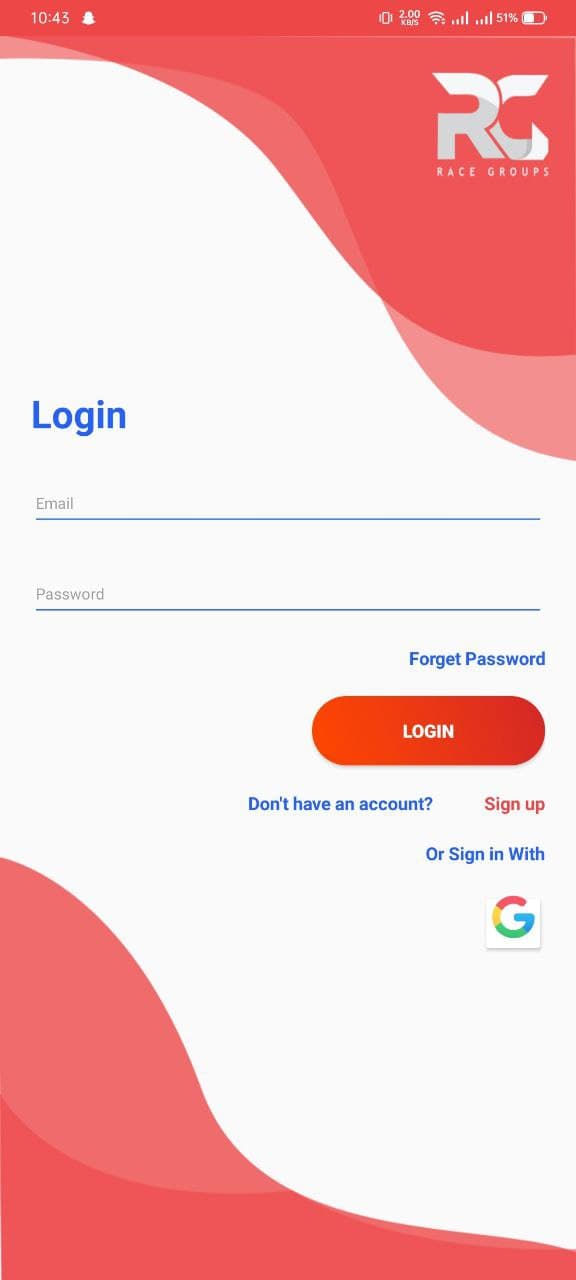 10:43 2.00 KB/S 51%
RG
RACE GROUPS
Login
Email
Password
Forget Password
LOGIN
Don't have an account? Sign up
Or Sign in With
G